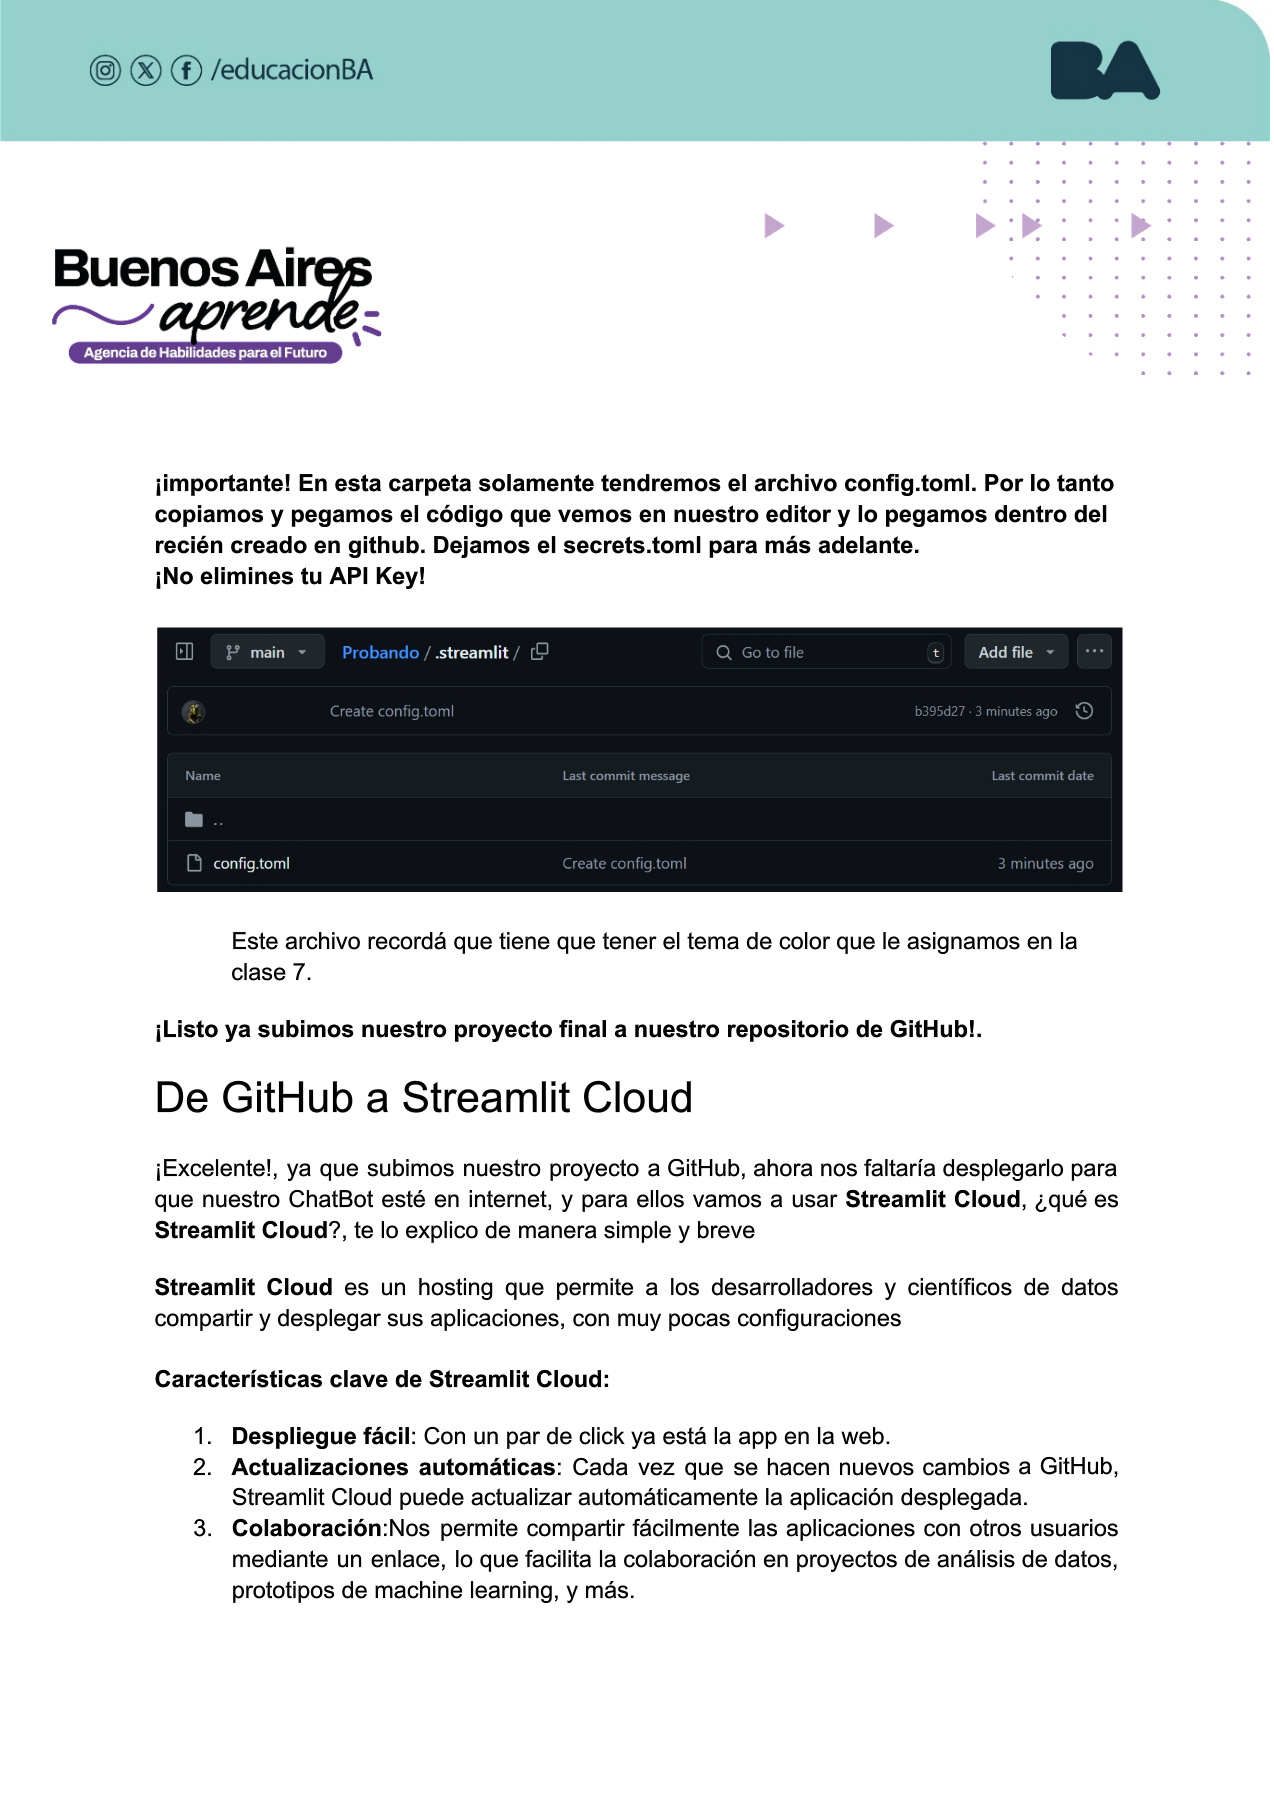 /educacionBA
BA
Buenos Aires
aprende
Agencia de Habilidades para el Futuro
¡importante! En esta carpeta solamente tendremos el archivo config.toml. Por lo tanto
copiamos y pegamos el código que vemos en nuestro editor y lo pegamos dentro del
recién creado en github. Dejamos el secrets.toml para más adelante.
¡No elimines tu API Key!
main Probando / .streamlit / Go to file t Add file ...
Create config.toml b395d27 · 3 minutes ago
Name Last commit message Last commit date
..
config.toml Create config.toml 3 minutes ago
Este archivo recordá que tiene que tener el tema de color que le asignamos en la
clase 7.
¡Listo ya subimos nuestro proyecto final a nuestro repositorio de GitHub!.
De GitHub a Streamlit Cloud
¡Excelente!, ya que subimos nuestro proyecto a GitHub, ahora nos faltaría desplegarlo para
que nuestro ChatBot esté en internet, y para ellos vamos a usar Streamlit Cloud, ¿qué es
Streamlit Cloud?, te lo explico de manera simple y breve
Streamlit Cloud es un hosting que permite a los desarrolladores y científicos de datos
compartir y desplegar sus aplicaciones, con muy pocas configuraciones
Características clave de Streamlit Cloud:
1. Despliegue fácil: Con un par de click ya está la app en la web.
2. Actualizaciones automáticas: Cada vez que se hacen nuevos cambios a GitHub,
Streamlit Cloud puede actualizar automáticamente la aplicación desplegada.
3. Colaboración:Nos permite compartir fácilmente las aplicaciones con otros usuarios
mediante un enlace, lo que facilita la colaboración en proyectos de análisis de datos,
prototipos de machine learning, y más.